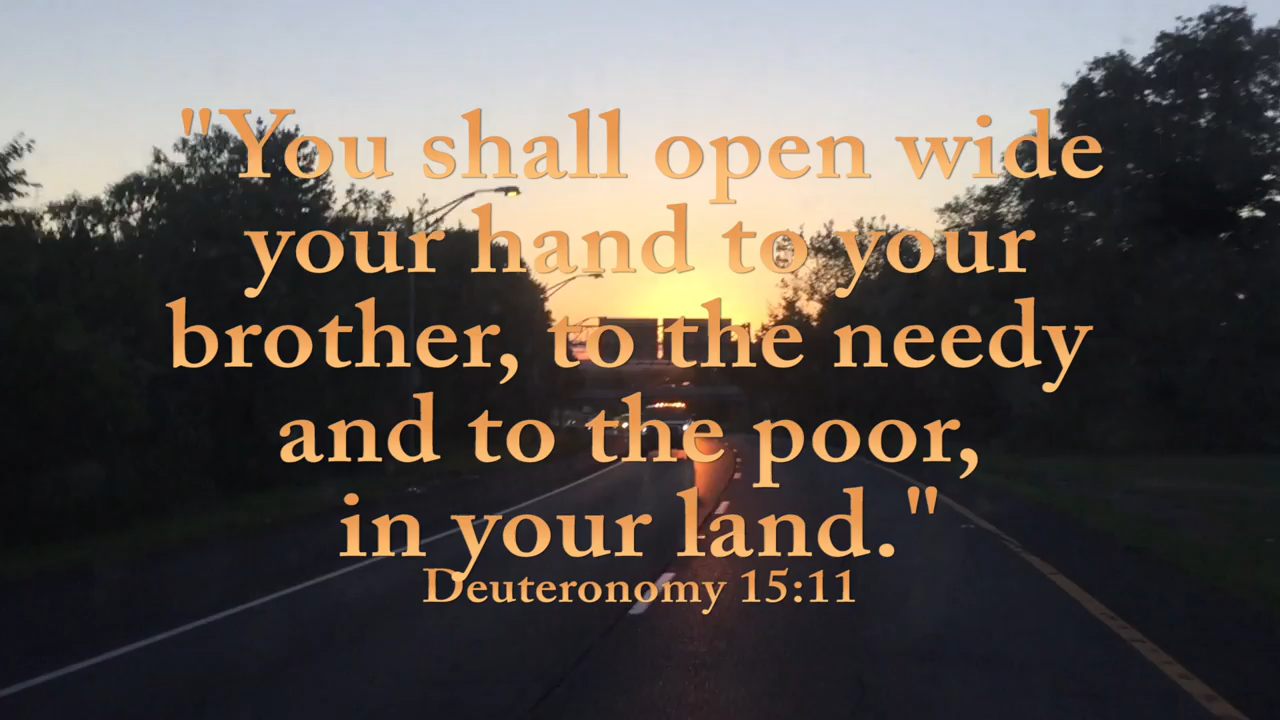 "You shall open wide
your hand to your
brother, to the needy
and to the poor,
in your land."
Deuteronomy 15:11